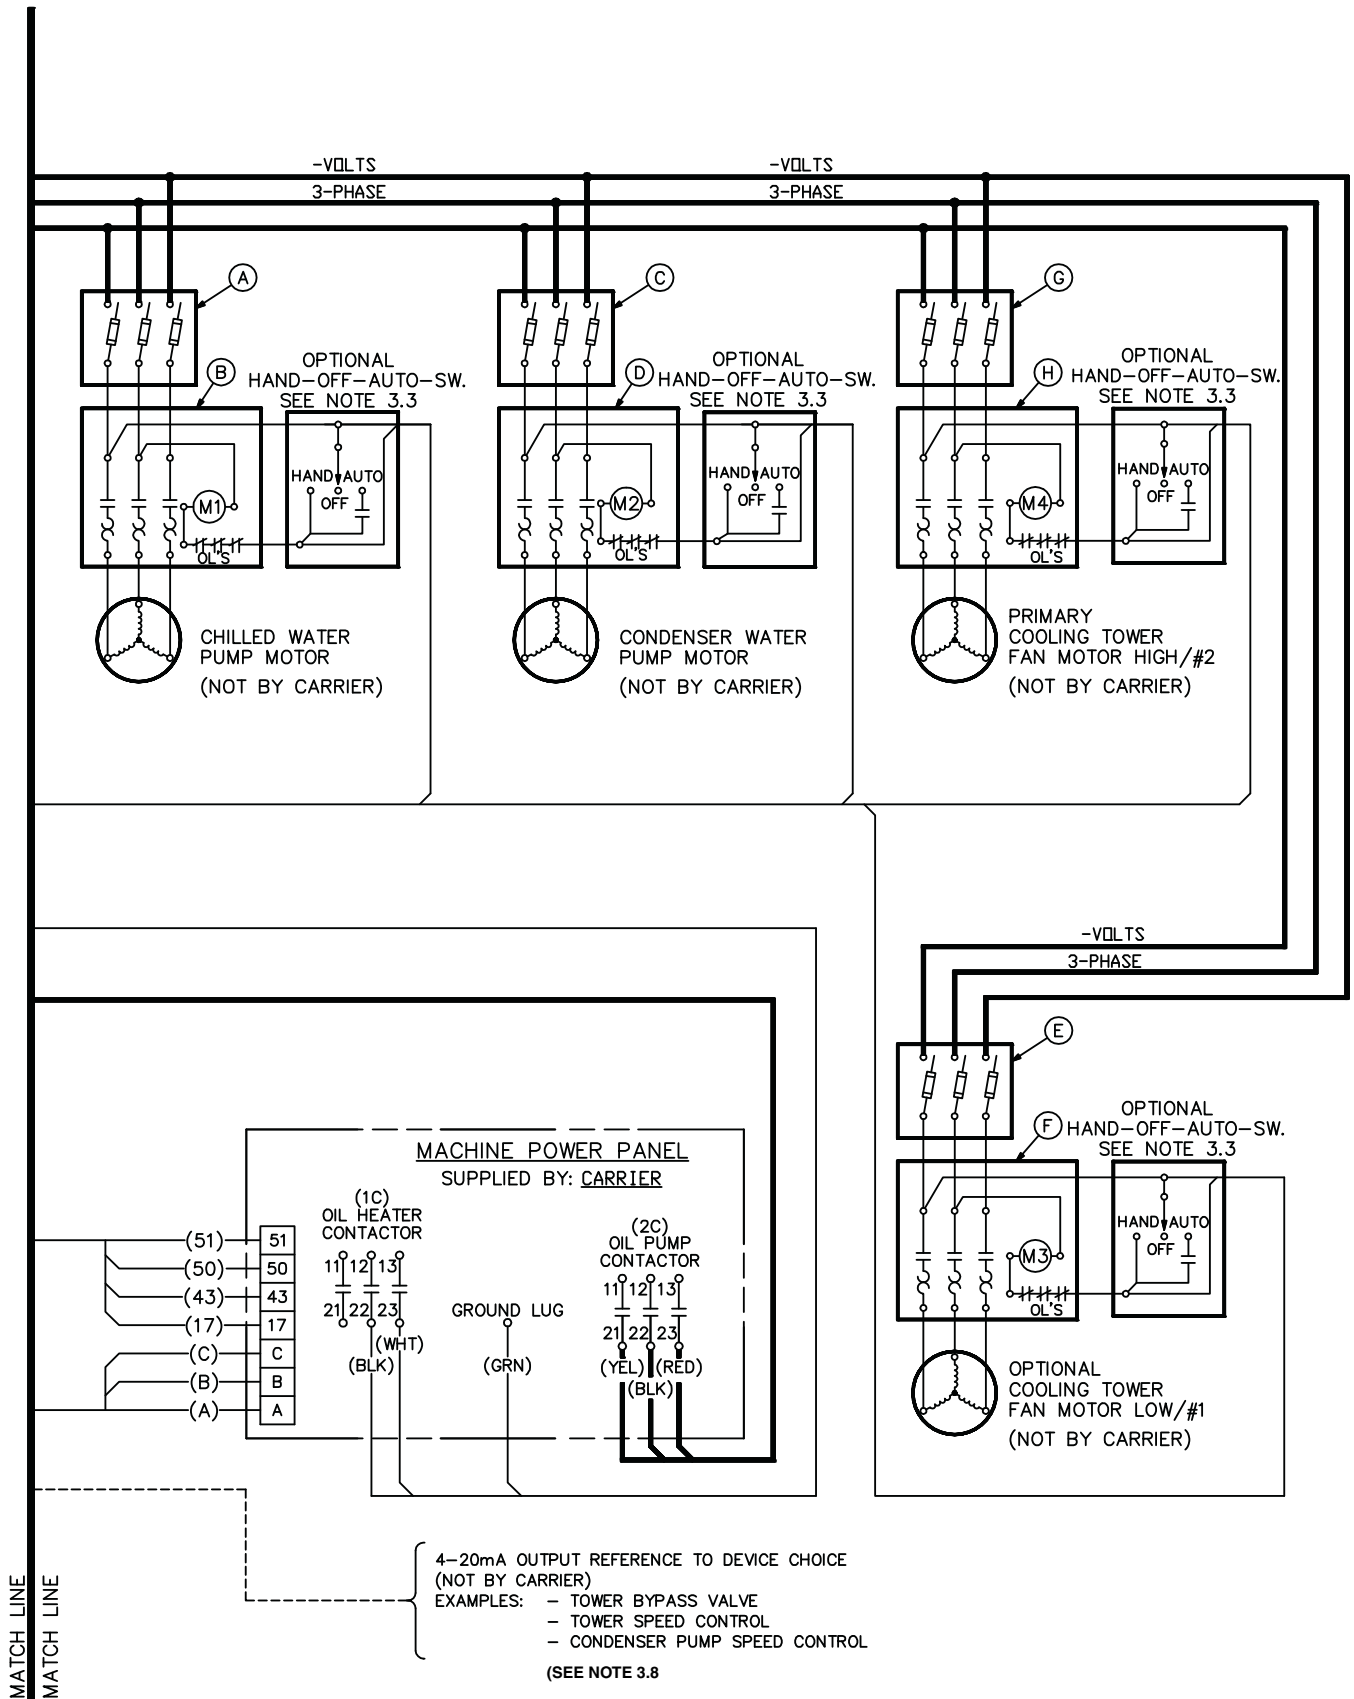 -VOLTS
3-PHASE
-VOLTS
3-PHASE
A
C
G
B
OPTIONAL
HAND-OFF-AUTO-SW.
SEE NOTE 3.3
D
OPTIONAL
HAND-OFF-AUTO-SW.
SEE NOTE 3.3
H
OPTIONAL
HAND-OFF-AUTO-SW.
SEE NOTE 3.3
HAND AUTO
OFF
M1
OL'S
HAND AUTO
OFF
M2
OL'S
HAND AUTO
OFF
M4
OL'S
CHILLED WATER
PUMP MOTOR
(NOT BY CARRIER)
CONDENSER WATER
PUMP MOTOR
(NOT BY CARRIER)
PRIMARY
COOLING TOWER
FAN MOTOR HIGH/#2
(NOT BY CARRIER)
-VOLTS
3-PHASE
E
F
OPTIONAL
HAND-OFF-AUTO-SW.
SEE NOTE 3.3
HAND AUTO
OFF
M3
OL'S
OPTIONAL
COOLING TOWER
FAN MOTOR LOW/#1
(NOT BY CARRIER)
MACHINE POWER PANEL
SUPPLIED BY: CARRIER
(1C)
OIL HEATER
CONTACTOR
11 12 13
21 22 23
(WHT)
(BLK)
GROUND LUG
(GRN)
(2C)
OIL PUMP
CONTACTOR
11 12 13
21 22 23
(YEL) (RED)
(BLK)
(51) 51
(50) 50
(43) 43
(17) 17
(C) C
(B) B
(A) A
4-20mA OUTPUT REFERENCE TO DEVICE CHOICE
(NOT BY CARRIER)
EXAMPLES: - TOWER BYPASS VALVE
- TOWER SPEED CONTROL
- CONDENSER PUMP SPEED CONTROL
(SEE NOTE 3.8
MATCH LINE
MATCH LINE